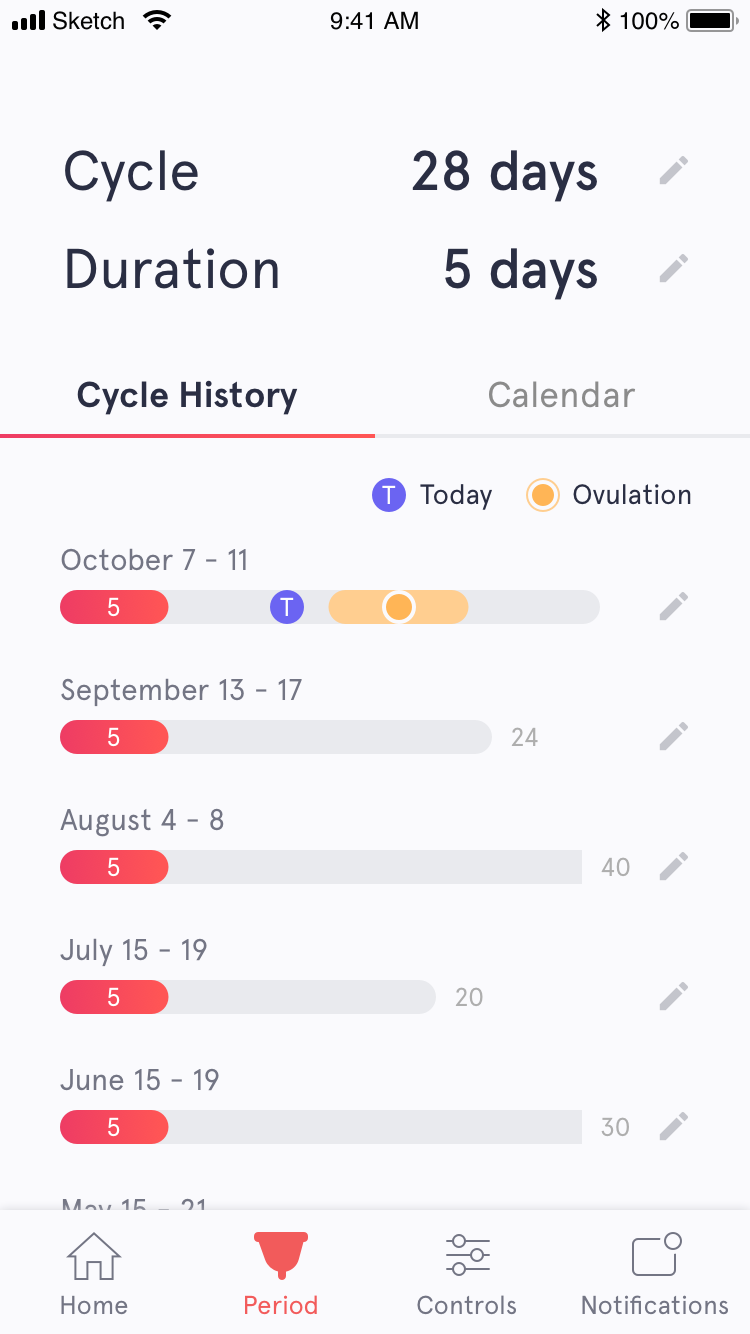 Sketch 9:41 AM 100%
Cycle 28 days
Duration 5 days
Cycle History Calendar
T Today Ovulation
October 7 - 11
5 T
September 13 - 17
5 24
August 4 - 8
5 40
July 15 - 19
5 20
June 15 - 19
5 30
May 15 - 21
Home Period Controls Notifications